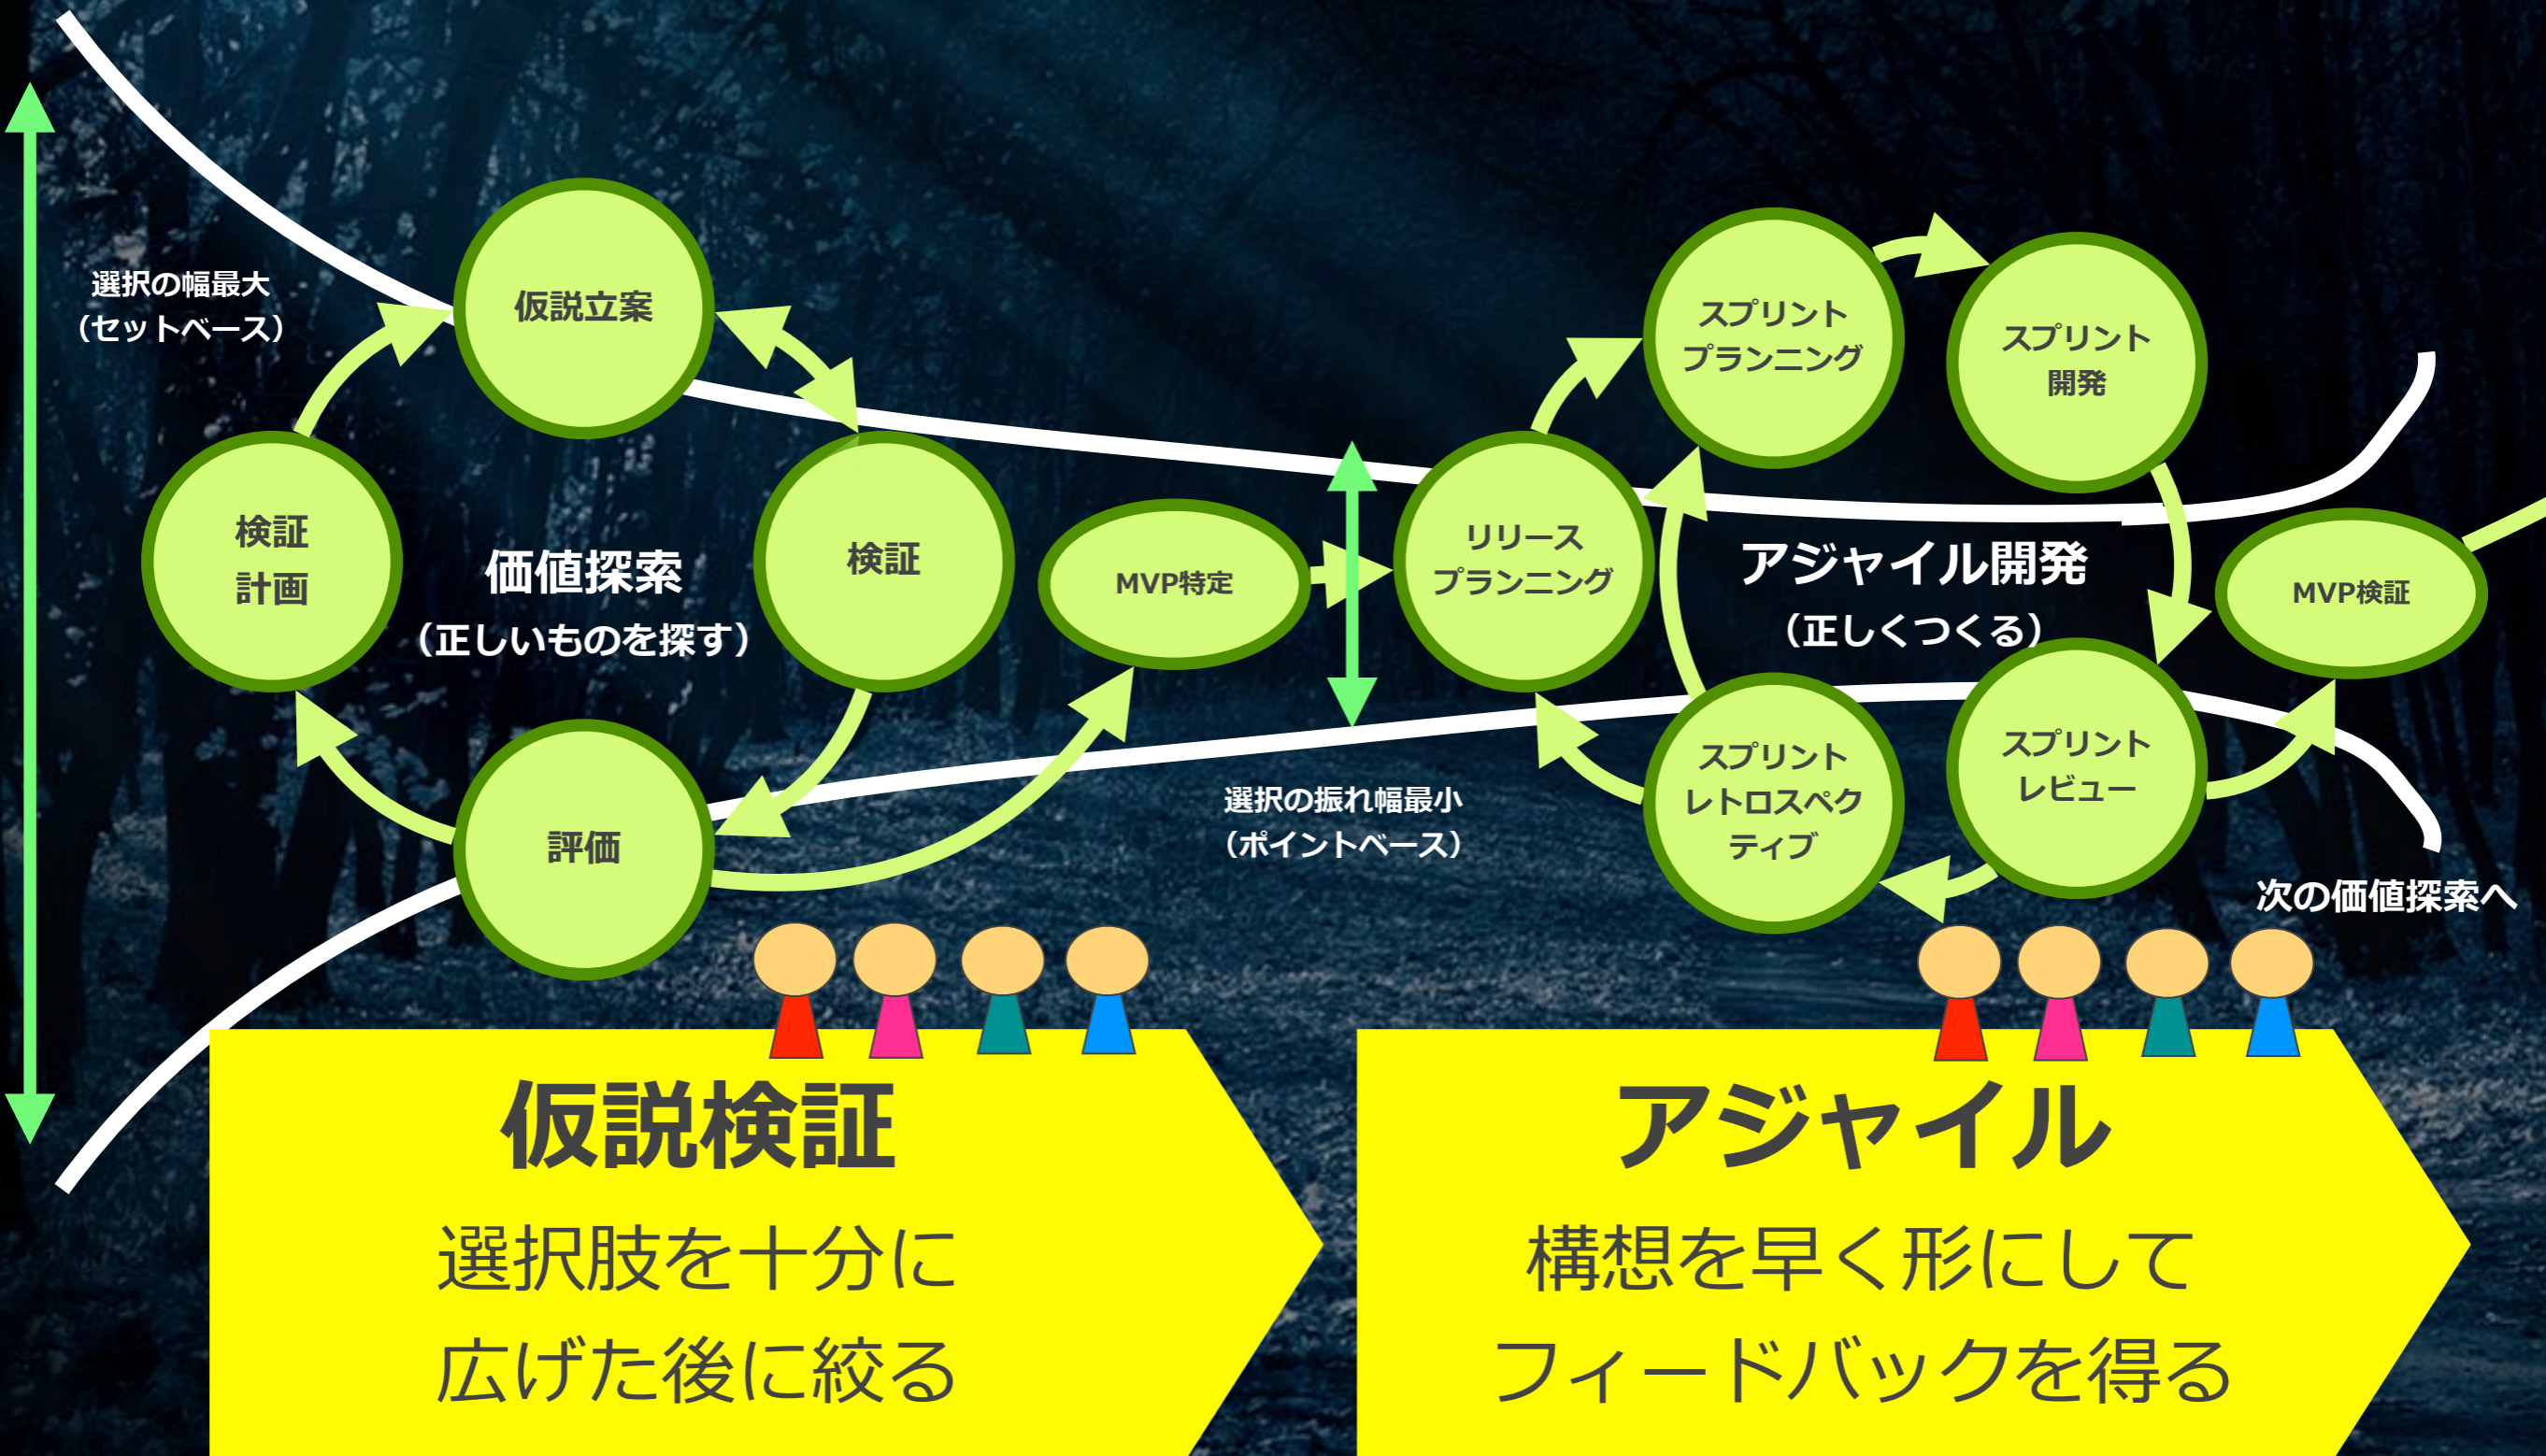 選択の幅最大
（セットベース）
仮説立案
検証
計画
価値探索
（正しいものを探す）
検証
評価
MVP特定
選択の振れ幅最小
（ポイントベース）
リリース
プランニング
スプリント
プランニング
スプリント
開発
アジャイル開発
（正しくつくる）
スプリント
レトロスペク
ティブ
スプリント
レビュー
MVP検証
次の価値探索へ
仮説検証
選択肢を十分に
広げた後に絞る
アジャイル
構想を早く形にして
フィードバックを得る